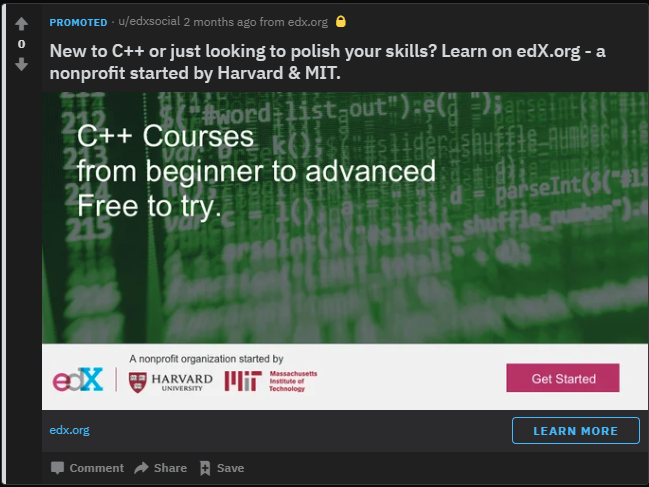 PROMOTED · u/edxsocial 2 months ago from edx.org
0
New to C++ or just looking to polish your skills? Learn on edX.org - a
nonprofit started by Harvard & MIT.
C++ Courses
from beginner to advanced
Free to try.
212
215
$("#word-list-out").e(
parseInt($("#
#slider_shuffle_number")
A nonprofit organization started by
edX
HARVARD
UNIVERSITY
MIT
Massachusetts
Institute of
Technology
Get Started
edx.org
LEARN MORE
Comment Share Save